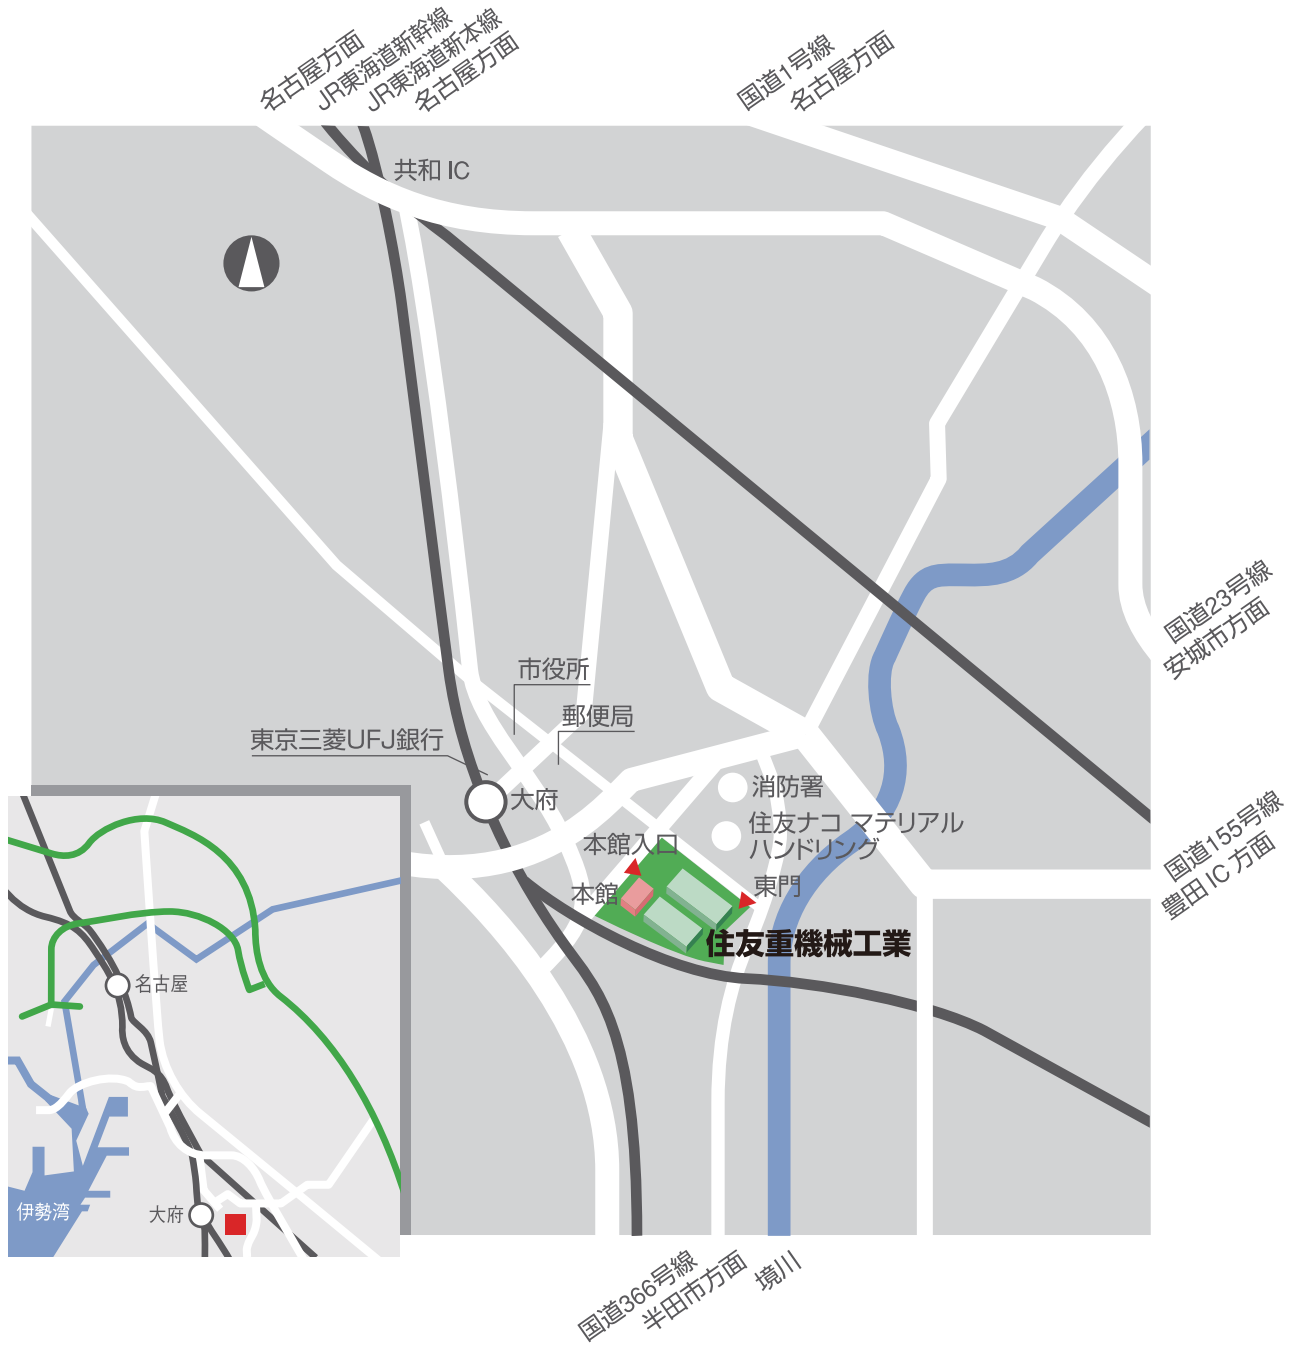 名古屋方面
JR東海道新幹線
JR東海道新本線
名古屋方面
国道1号線
名古屋方面
共和 IC
国道23号線
安城市方面
市役所
郵便局
東京三菱UFJ銀行
大府
消防署
住友ナコ マテリアル
ハンドリング
本館入口
本館
東門
住友重機械工業
国道155号線
豊田 IC 方面
名古屋
伊勢湾
大府
国道366号線
半田市方面
境川